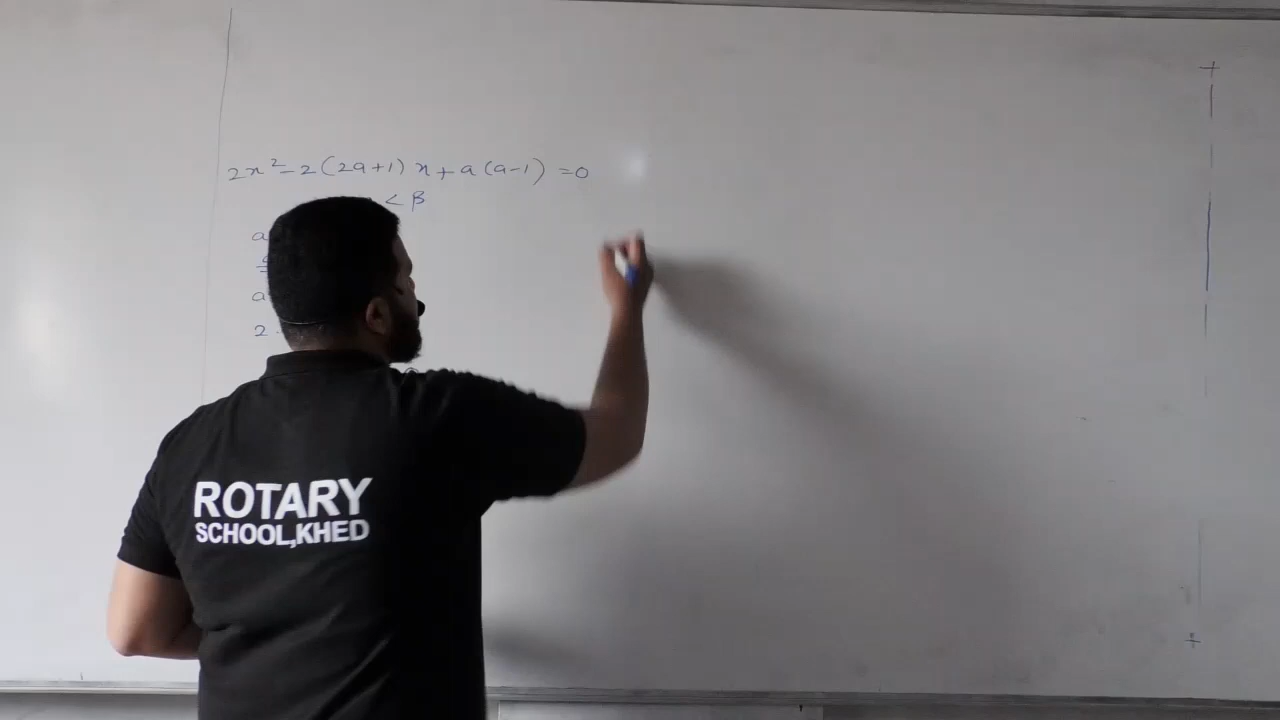 2x² - 2(2a+1)x + a(a-1) = 0
< β
a
a
2
ROTARY
SCHOOL,KHED